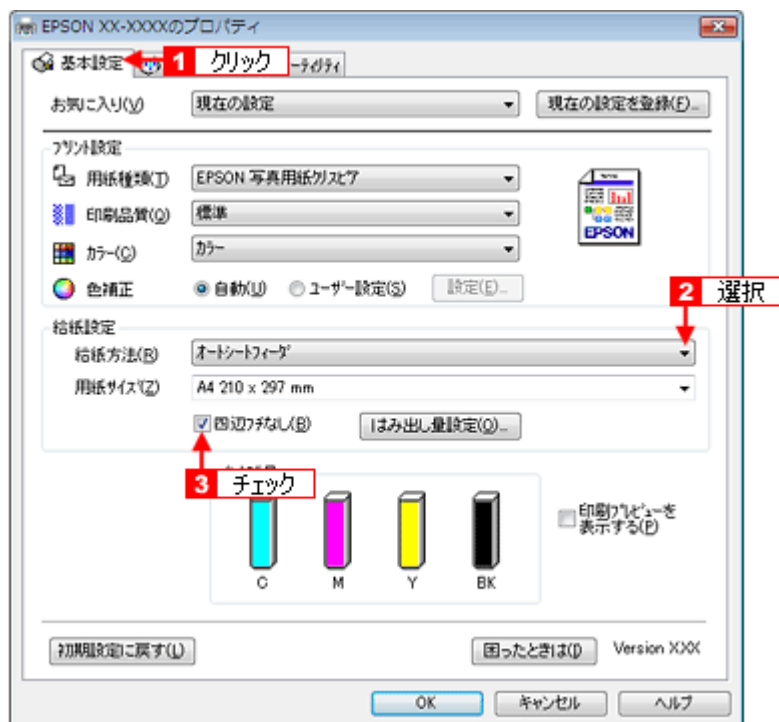 EPSON XX-XXXXのプロパティ
基本設定
1 クリック
ーティリティ
お気に入り(V) 現在の設定 現在の設定を登録(F)...
プリント設定
用紙種類(T) EPSON 写真用紙クリスピア
EPSON
印刷品質(Q) 標準
カラー(C) カラー
色補正 自動(U) ユーザー設定(S) 設定(E)...
2 選択
給紙設定
給紙方法(R) オートシートフィーダ
用紙サイズ(Z) A4 210 x 297 mm
四辺フチなし(B) はみ出し量設定(O)...
3 チェック
印刷プレビューを
表示する(P)
C M Y BK
初期設定に戻す(L) 困ったときは(I) Version X.XX
OK キャンセル ヘルプ